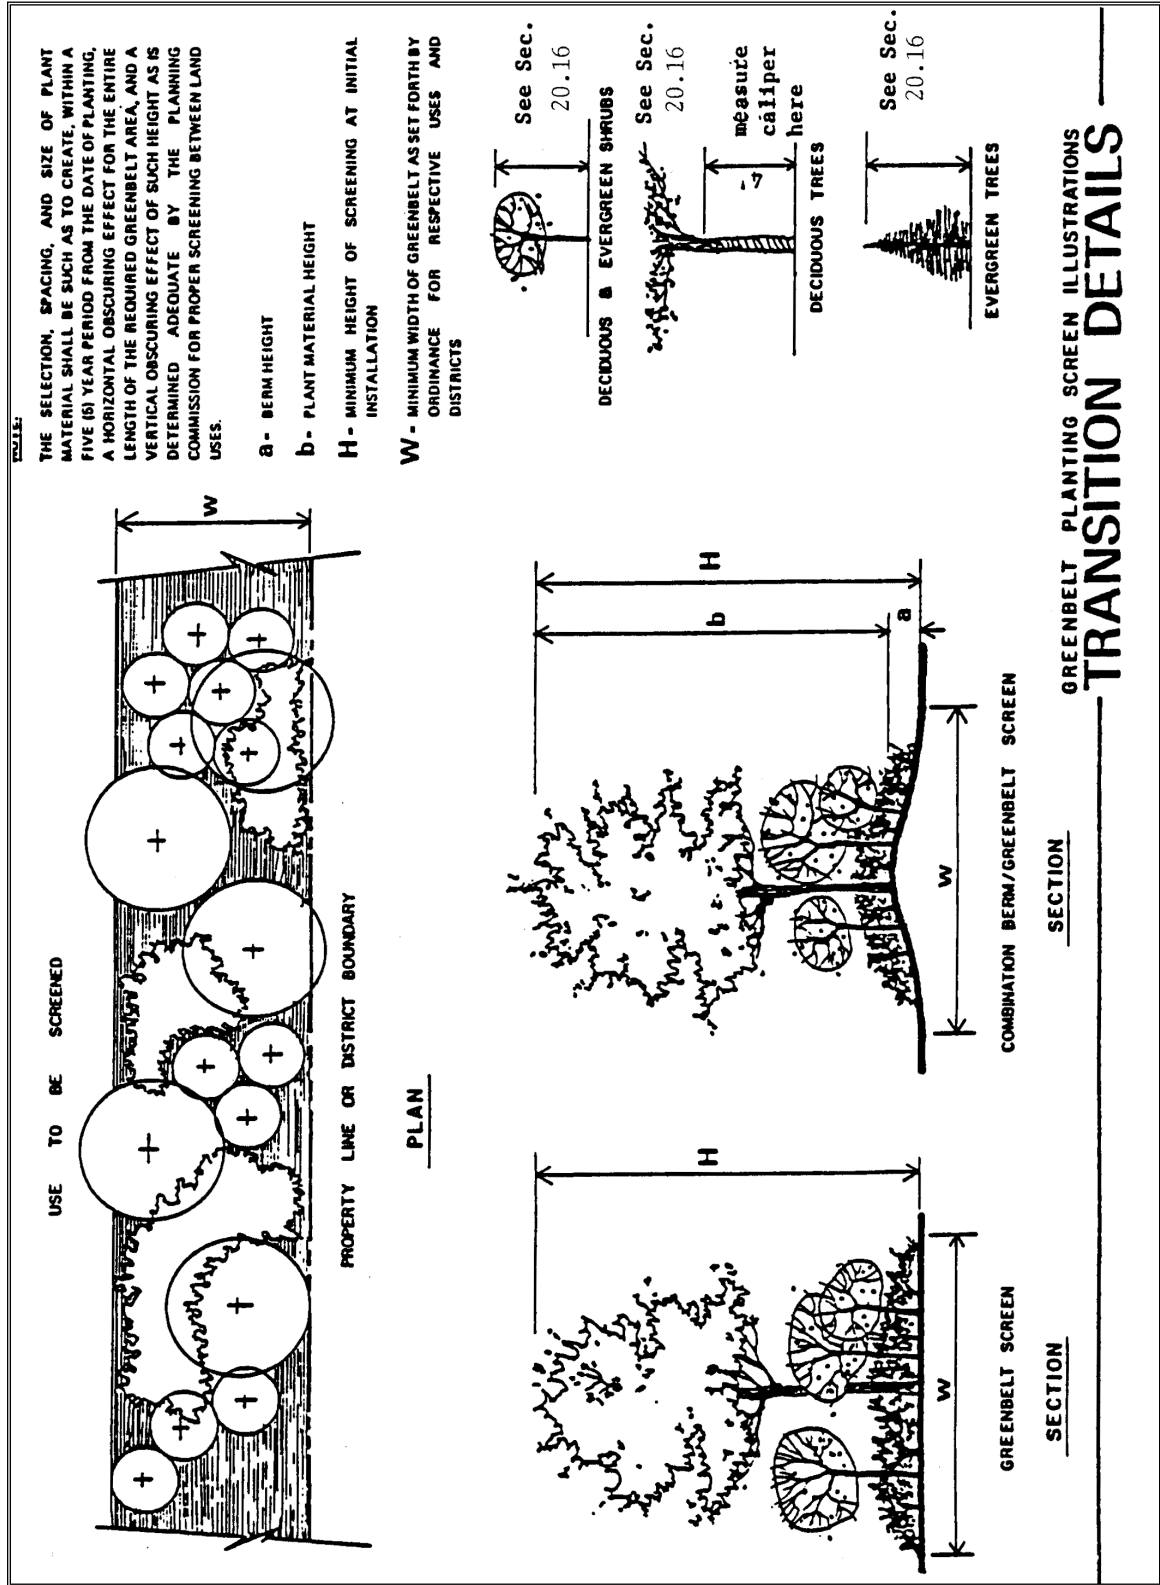 NOTE:
THE SELECTION, SPACING, AND SIZE OF PLANT
MATERIAL SHALL BE SUCH AS TO CREATE, WITHIN A
FIVE (5) YEAR PERIOD FROM THE DATE OF PLANTING,
A HORIZONTAL OBSCURING EFFECT FOR THE ENTIRE
LENGTH OF THE REQUIRED GREENBELT AREA, AND A
VERTICAL OBSCURING EFFECT OF SUCH HEIGHT AS IS
DETERMINED ADEQUATE BY THE PLANNING
COMMISSION FOR PROPER SCREENING BETWEEN LAND
USES.
a - BERM HEIGHT
b - PLANT MATERIAL HEIGHT
H - MINIMUM HEIGHT OF SCREENING AT INITIAL
INSTALLATION
W - MINIMUM WIDTH OF GREENBELT AS SET FORTH BY
ORDINANCE FOR RESPECTIVE USES AND
DISTRICTS
USE TO BE SCREENED
W
PROPERTY LINE OR DISTRICT BOUNDARY
PLAN
See Sec.
20.16
DECIDUOUS & EVERGREEN SHRUBS
See Sec.
20.16
measure
caliper
here
4'
DECIDUOUS TREES
See Sec.
20.16
EVERGREEN TREES
H
W
GREENBELT SCREEN
SECTION
H
b
a
W
COMBINATION BERM/GREENBELT SCREEN
SECTION
GREENBELT PLANTING SCREEN ILLUSTRATIONS
TRANSITION DETAILS